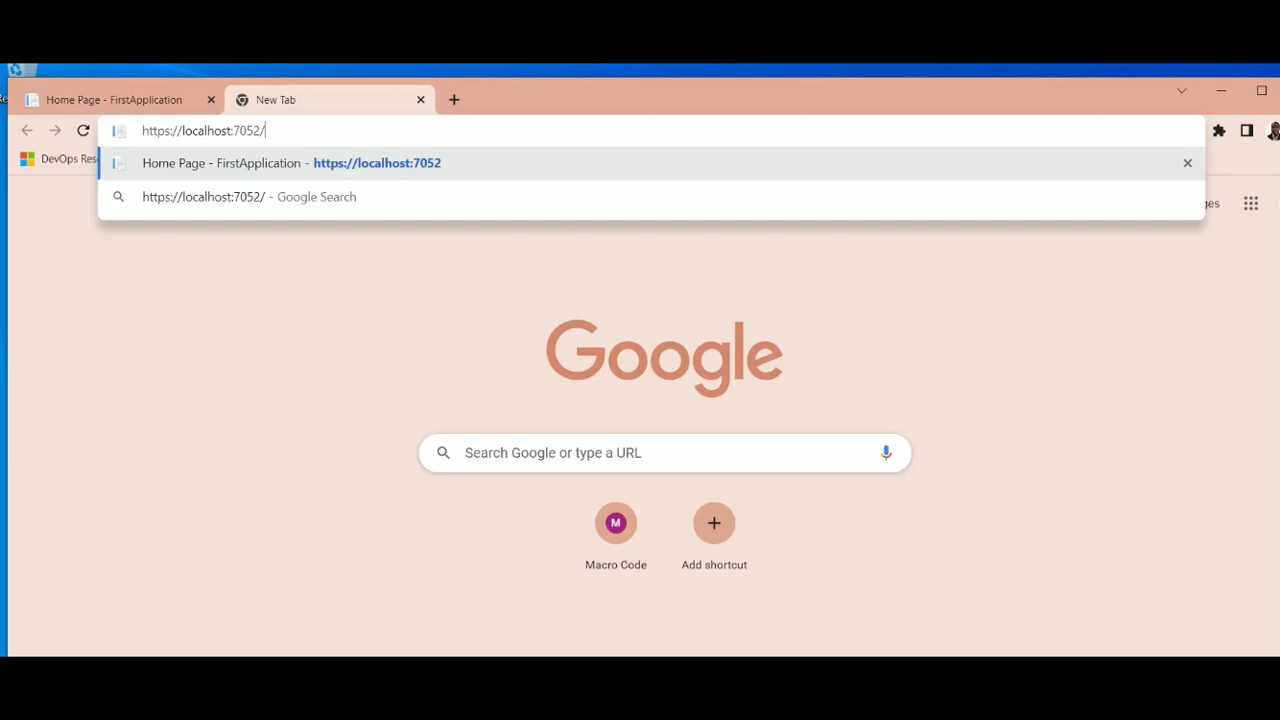 Home Page - FirstApplication
New Tab
https://localhost:7052/
DevOps Res
Home Page - FirstApplication - https://localhost:7052
https://localhost:7052/ - Google Search
ges
Google
Search Google or type a URL
M
Macro Code
Add shortcut